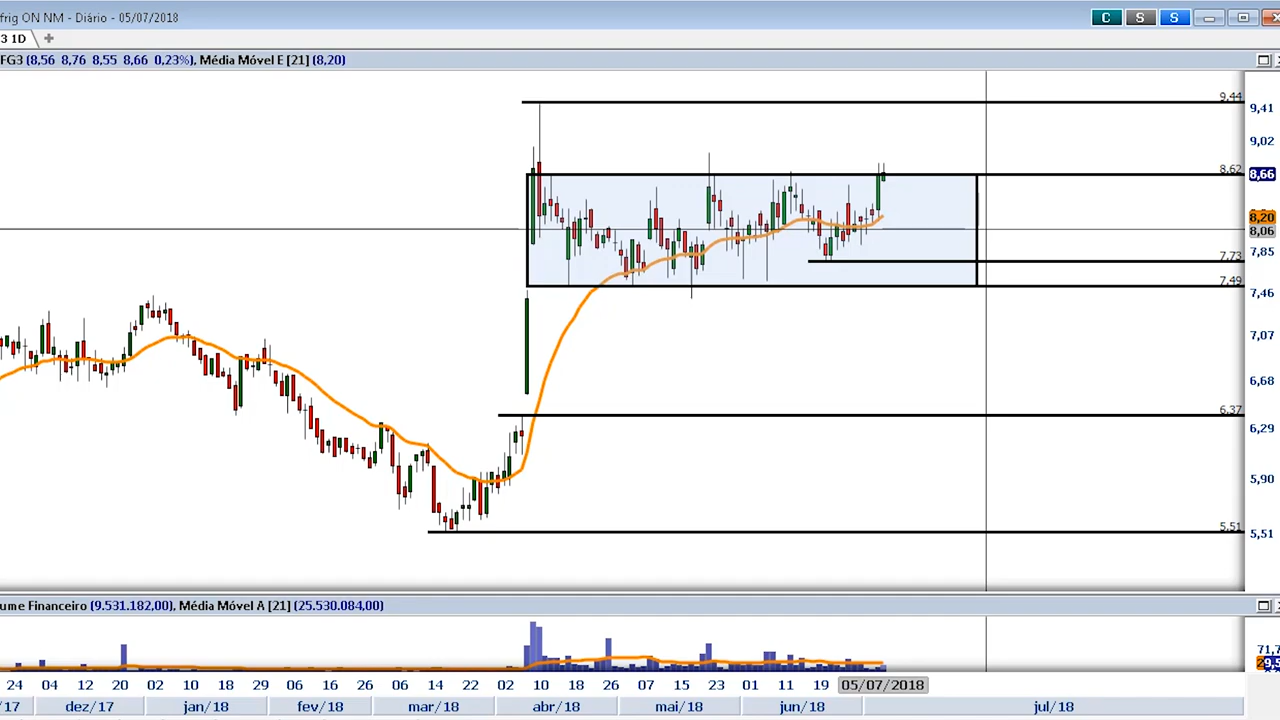 frig ON NM - Diário - 05/07/2018
C S S
3 1D
FG3 (8,56 8,76 8,55 8,66 0,23%), Média Móvel E [21] (8,20)
9,44
9,41
9,02
8,62
8,66
8,20
8,06
7,73
7,85
7,49
7,46
7,07
6,68
6,37
6,29
5,90
5,51
5,51
ume Financeiro (9.531.182,00), Média Móvel A [21] (25.530.084,00)
71,7
24 04 12 20 02 10 18 29 06 16 26 06 14 22 02 10 18 26 07 15 23 01 11 19 05/07/2018
/17 dez/17 jan/18 fev/18 mar/18 abr/18 mai/18 jun/18 jul/18